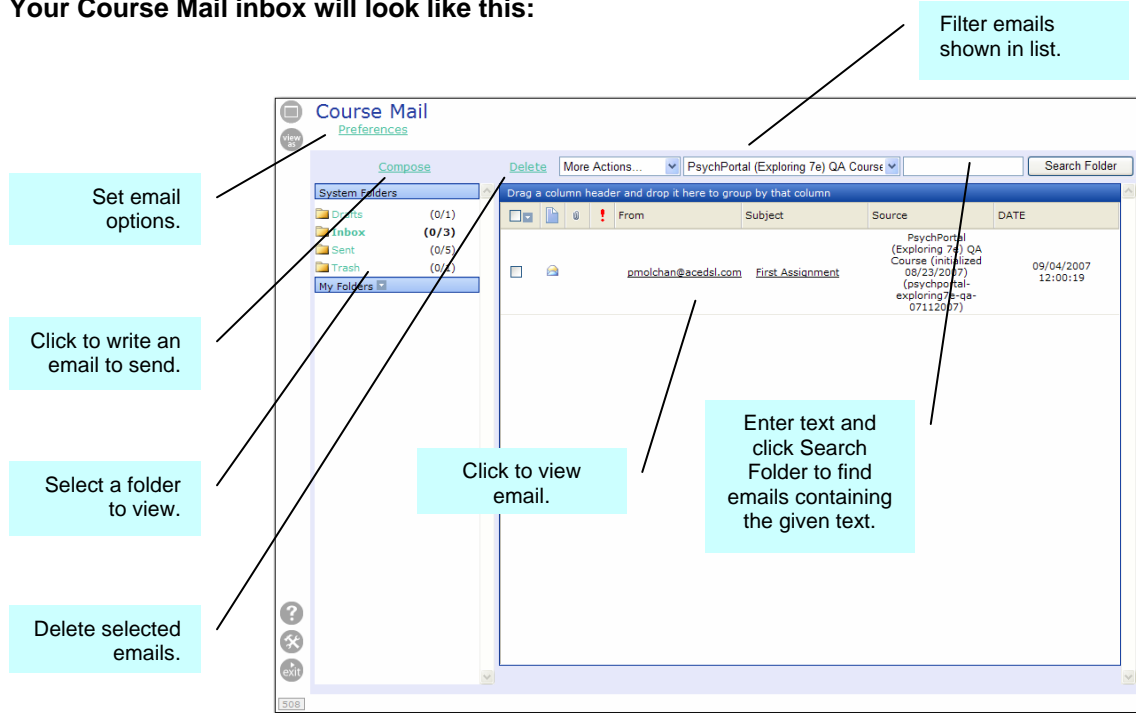 Your Course Mail inbox will look like this:
Filter emails
shown in list.
Course Mail
view
as
Preferences
Compose
Delete
More Actions...
PsychPortal (Exploring 7e) QA Course
Search Folder
Set email
options.
System Folders
Drag a column header and drop it here to group by that column
Drafts (0/1)
From Subject Source DATE
Inbox (0/3)
Sent (0/5)
Trash (0/1)
My Folders
pmolchan@acedsl.com First Assignment
PsychPortal
(Exploring 7e) QA
Course (initialized
08/23/2007)
(psychportal-
exploring7e-qa-
07112007)
09/04/2007
12:00:19
Click to write an
email to send.
Select a folder
to view.
Click to view
email.
Enter text and
click Search
Folder to find
emails containing
the given text.
Delete selected
emails.
?
exit
508